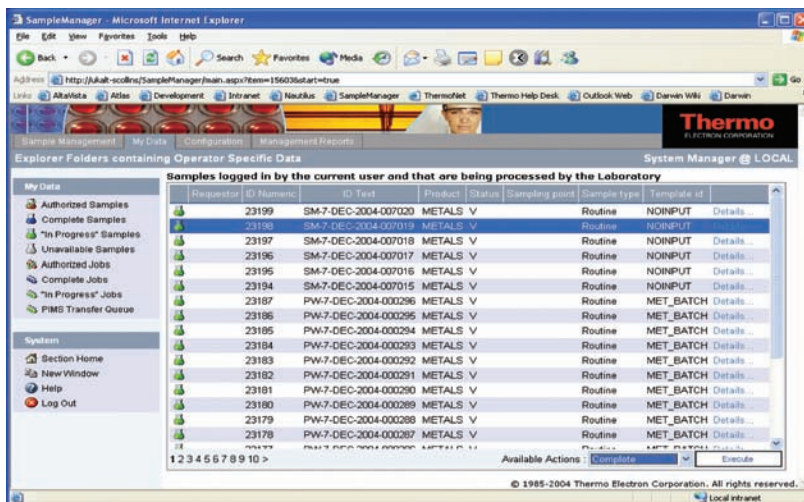 SampleManager - Microsoft Internet Explorer
File Edit View Favorites Tools Help
Back Search Favorites Media
Address http://jukalt-scollins/SampleManager/main.aspx?item=15603&start=true Go
Links AltaVista Atlas Development Intranet Nautilus SampleManager ThermoNet Thermo Help Desk Outlook Web Darwin Wiki Darwin
Thermo
ELECTRON CORPORATION
Sample Management My Data Configuration Management Reports
Explorer Folders containing Operator Specific Data System Manager @ LOCAL
My Data
Authorized Samples
Complete Samples
"In Progress" Samples
Unavailable Samples
Authorized Jobs
Complete Jobs
"In Progress" Jobs
PIMS Transfer Queue
System
Section Home
New Window
Help
Log Out
Samples logged in by the current user and that are being processed by the Laboratory
Requestor ID Numeric ID Text Product Status Sampling point Sample type Template id
23199 SM-7-DEC-2004-007020 METALS V Routine NOINPUT Details...
23198 SM-7-DEC-2004-007019 METALS V Routine NOINPUT
23197 SM-7-DEC-2004-007018 METALS V Routine NOINPUT Details...
23196 SM-7-DEC-2004-007017 METALS V Routine NOINPUT Details...
23195 SM-7-DEC-2004-007016 METALS V Routine NOINPUT Details...
23194 SM-7-DEC-2004-007015 METALS V Routine NOINPUT Details...
23187 PW-7-DEC-2004-000296 METALS V Routine MET_BATCH Details...
23186 PW-7-DEC-2004-000295 METALS V Routine MET_BATCH Details...
23185 PW-7-DEC-2004-000294 METALS V Routine MET_BATCH Details...
23184 PW-7-DEC-2004-000293 METALS V Routine MET_BATCH Details...
23183 PW-7-DEC-2004-000292 METALS V Routine MET_BATCH Details...
23182 PW-7-DEC-2004-000291 METALS V Routine MET_BATCH Details...
23181 PW-7-DEC-2004-000290 METALS V Routine MET_BATCH Details...
23180 PW-7-DEC-2004-000289 METALS V Routine MET_BATCH Details...
23179 PW-7-DEC-2004-000288 METALS V Routine MET_BATCH Details...
23178 PW-7-DEC-2004-000287 METALS V Routine MET_BATCH Details...
1 2 3 4 5 6 7 8 9 10 > Available Actions : Complete Execute
© 1985-2004 Thermo Electron Corporation. All rights reserved.
Local intranet